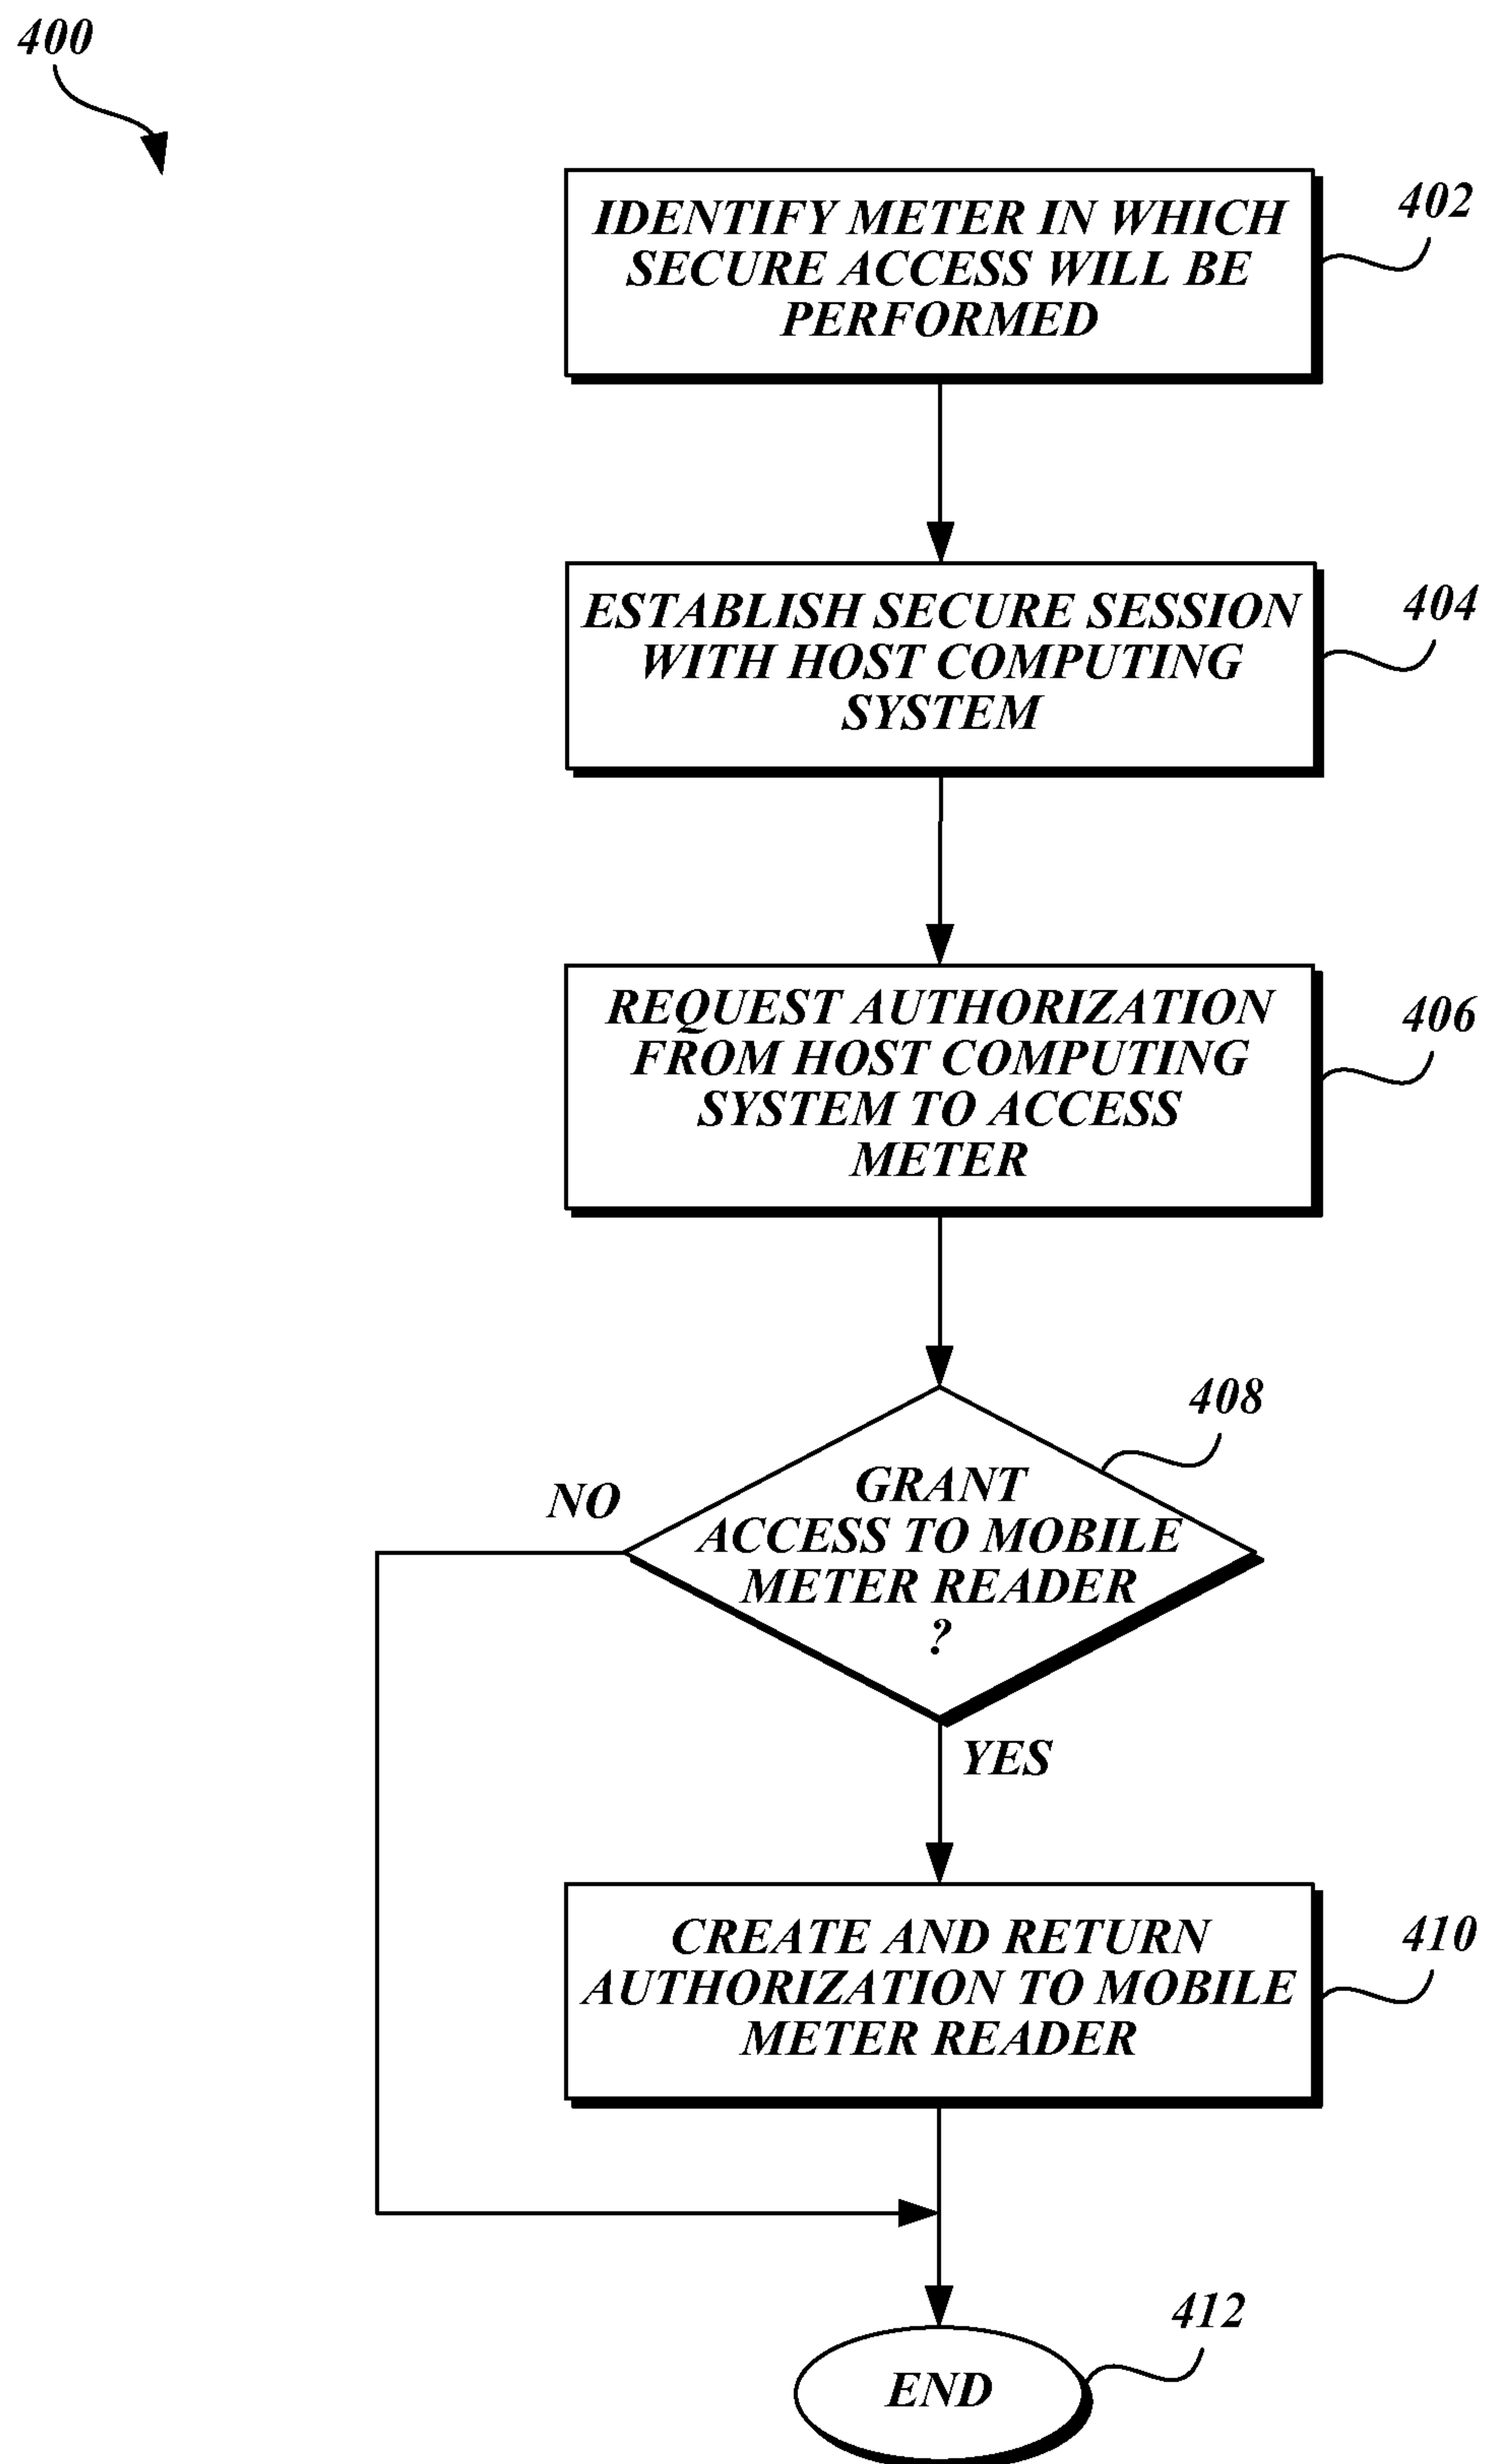 400
IDENTIFY METER IN WHICH
SECURE ACCESS WILL BE
PERFORMED
402
ESTABLISH SECURE SESSION
WITH HOST COMPUTING
SYSTEM
404
REQUEST AUTHORIZATION
FROM HOST COMPUTING
SYSTEM TO ACCESS
METER
406
408
GRANT
ACCESS TO MOBILE
METER READER
?
NO
YES
CREATE AND RETURN
AUTHORIZATION TO MOBILE
METER READER
410
412
END